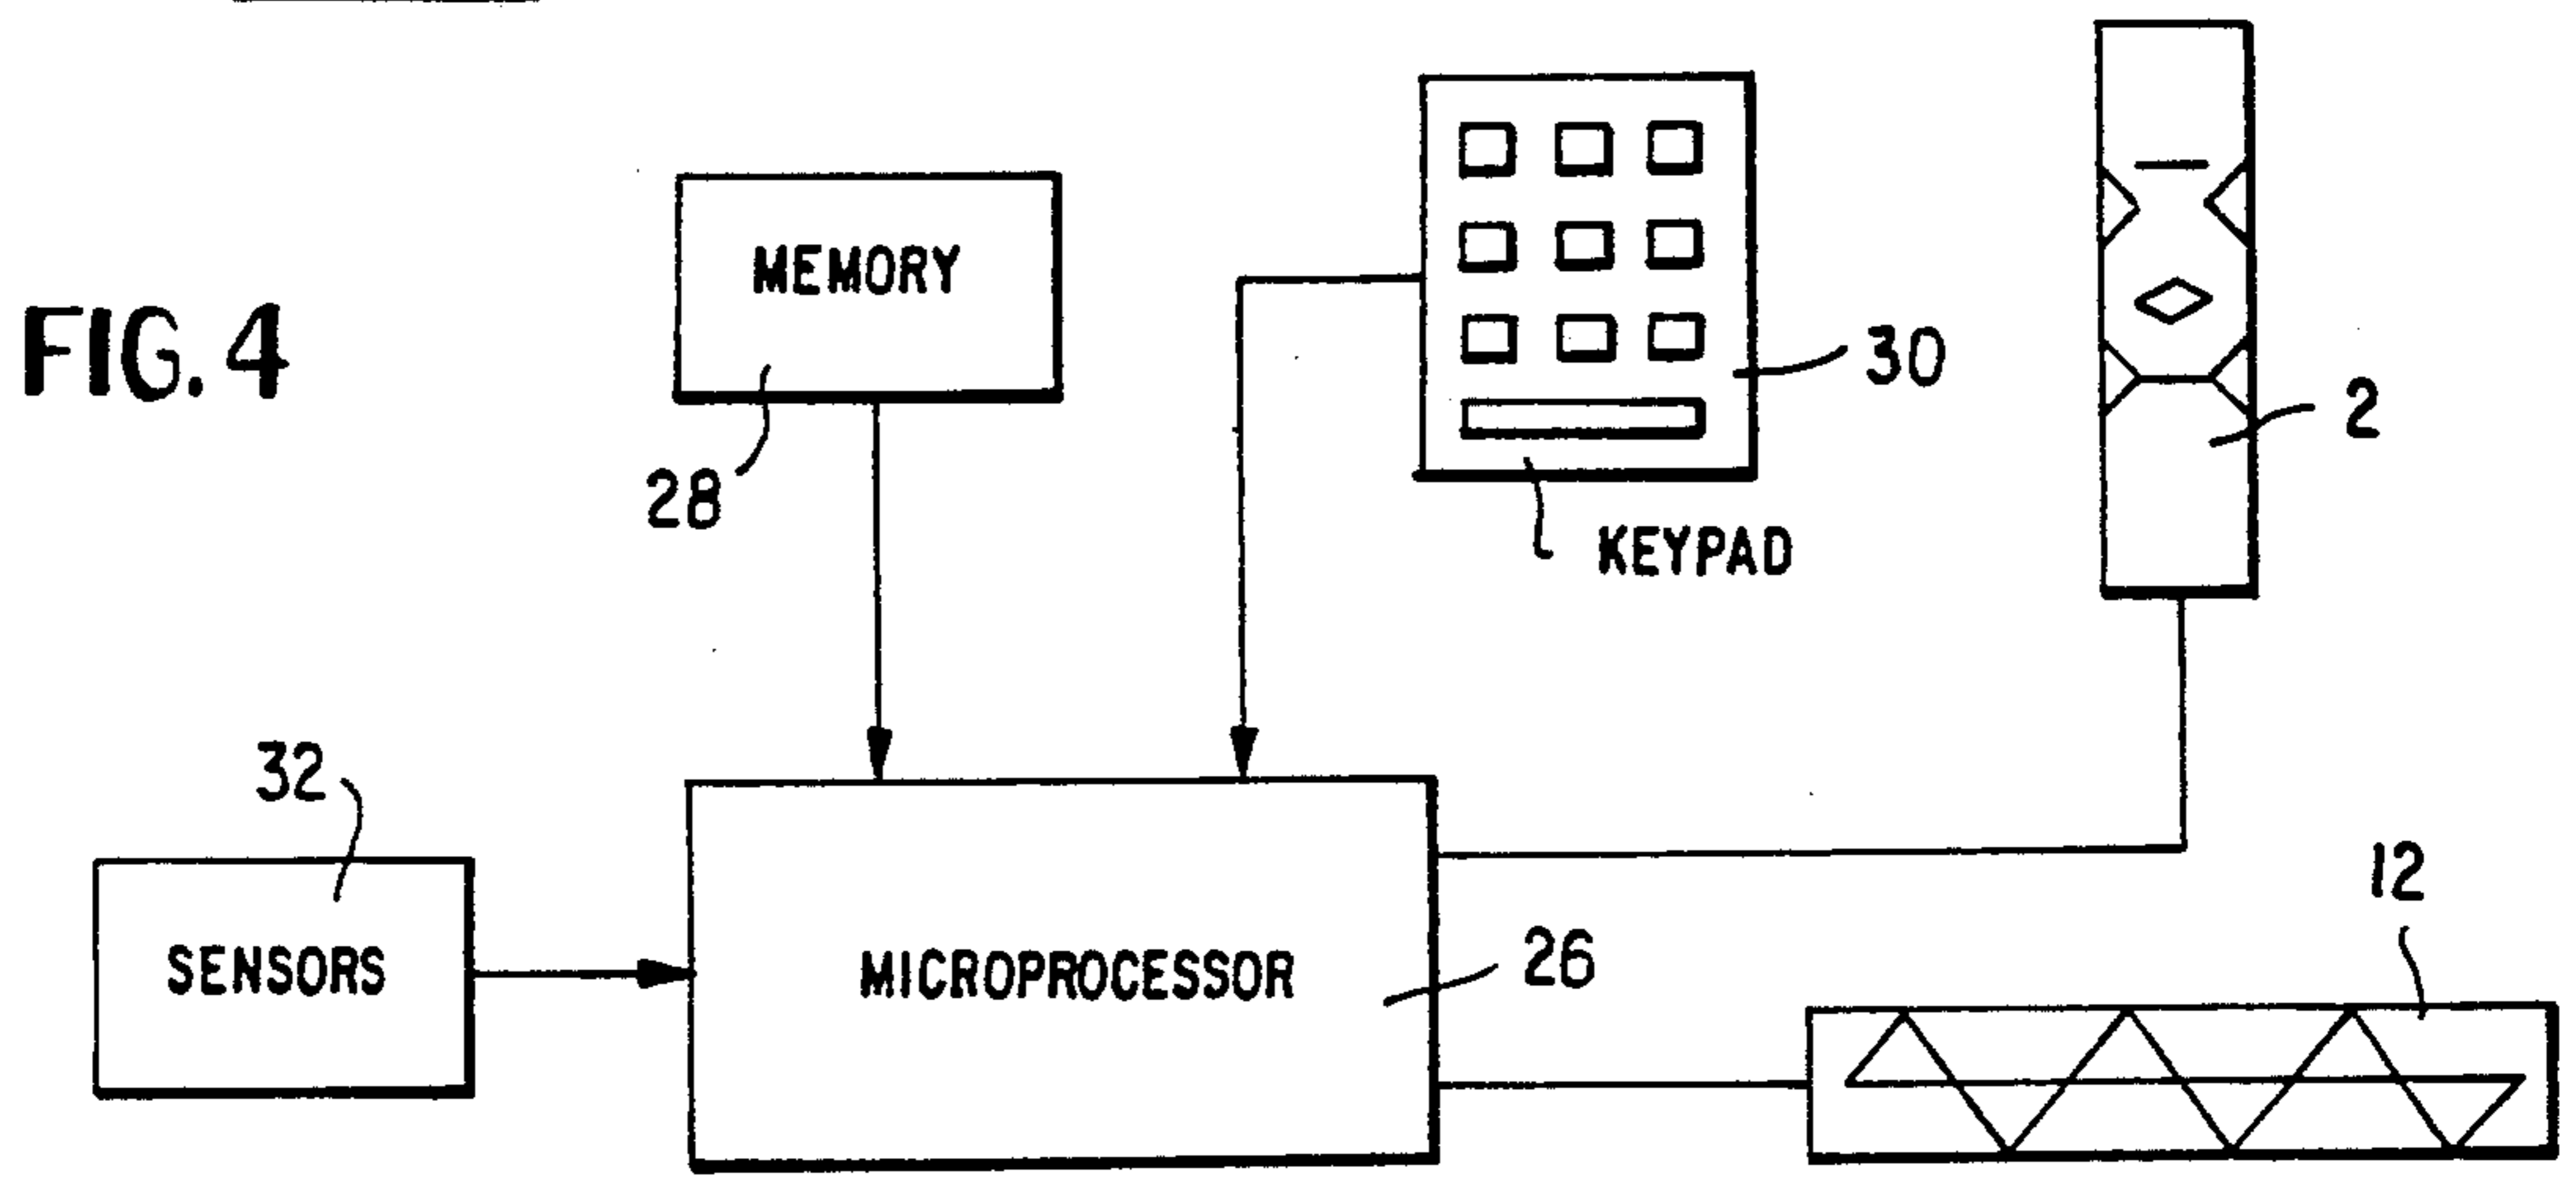 FIG. 4
MEMORY
28
30
KEYPAD
2
32
SENSORS
MICROPROCESSOR
26
12